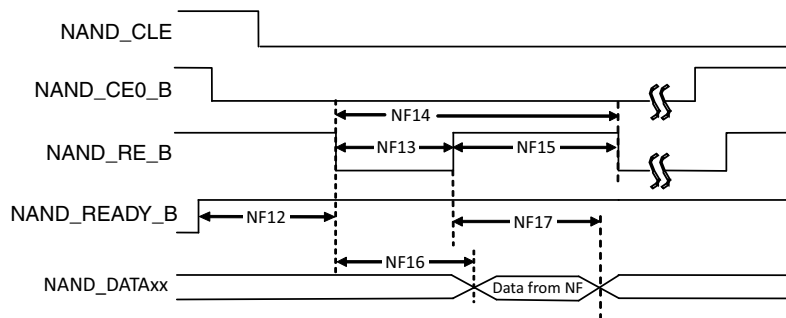 NAND_CLE
NAND_CE0_B
NF14
NAND_RE_B
NF13
NF15
NAND_READY_B
NF12
NF17
NF16
NAND_DATAxx
Data from NF